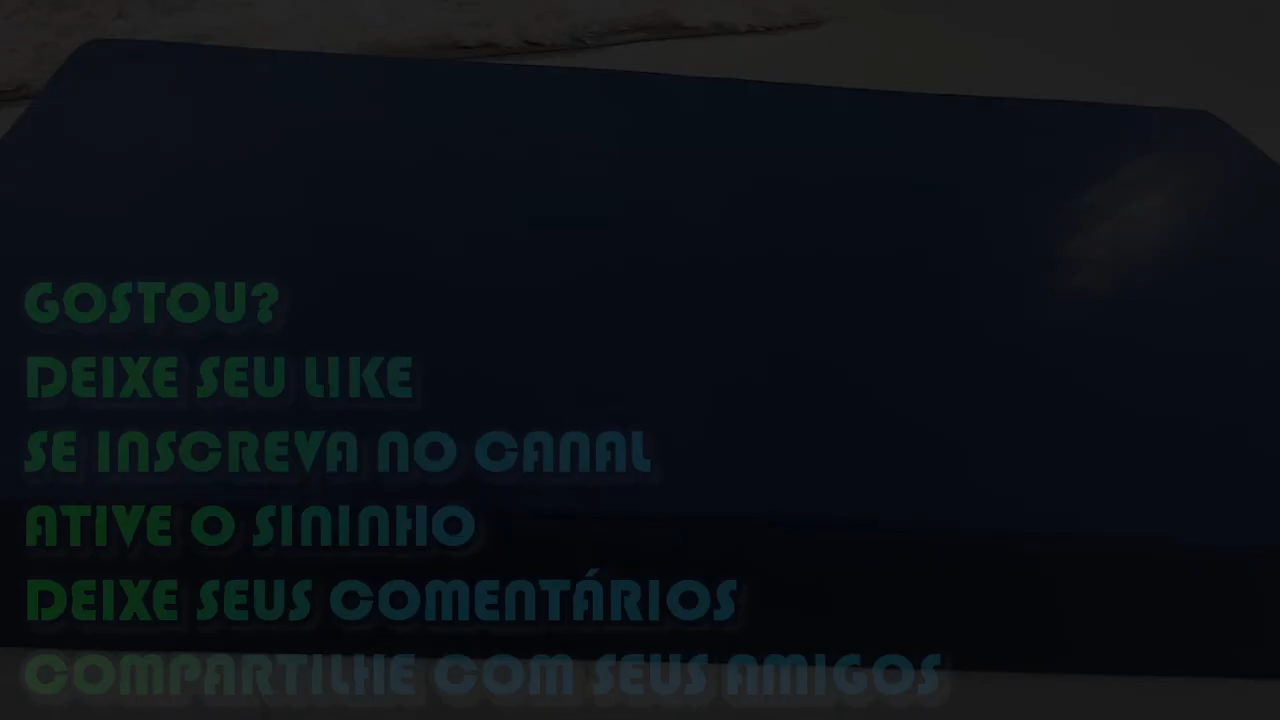 GOSTOU?
DEIXE SEU LIKE
SE INSCREVA NO CANAL
ATIVE O SININHO
DEIXE SEUS COMENTÁRIOS
COMPARTILHE COM SEUS AMIGOS